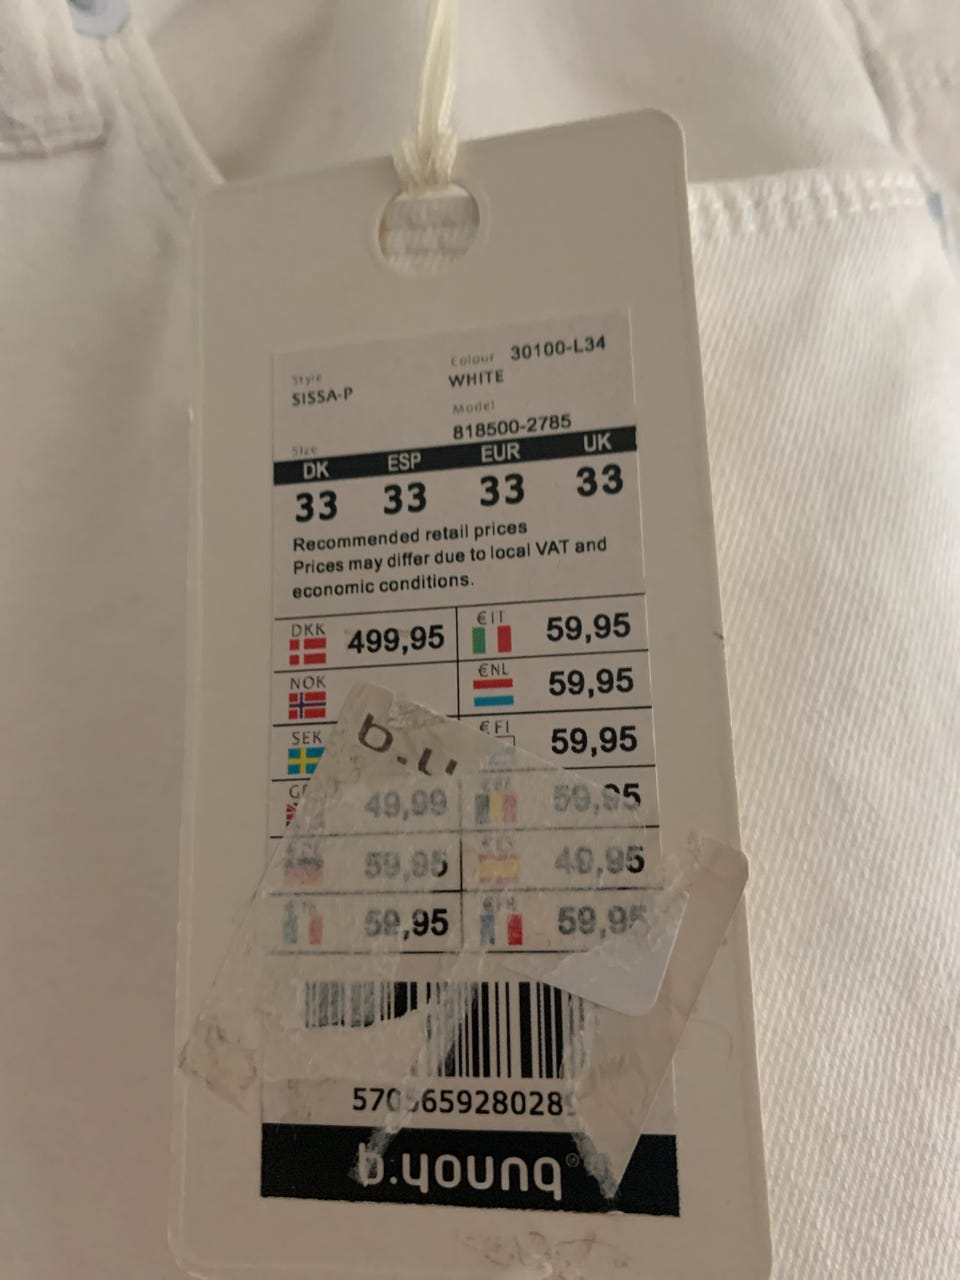 Style Colour 30100-L34
SISSA-P WHITE
Model
818500-2785
Size
DK ESP EUR UK
33 33 33 33
Recommended retail prices
Prices may differ due to local VAT and
economic conditions.
DKK 499,95 €IT 59,95
NOK €NL 59,95
SEK €FI 59,95
49,99 59,95
59,95 49,95
59,95 59,95
b.young®